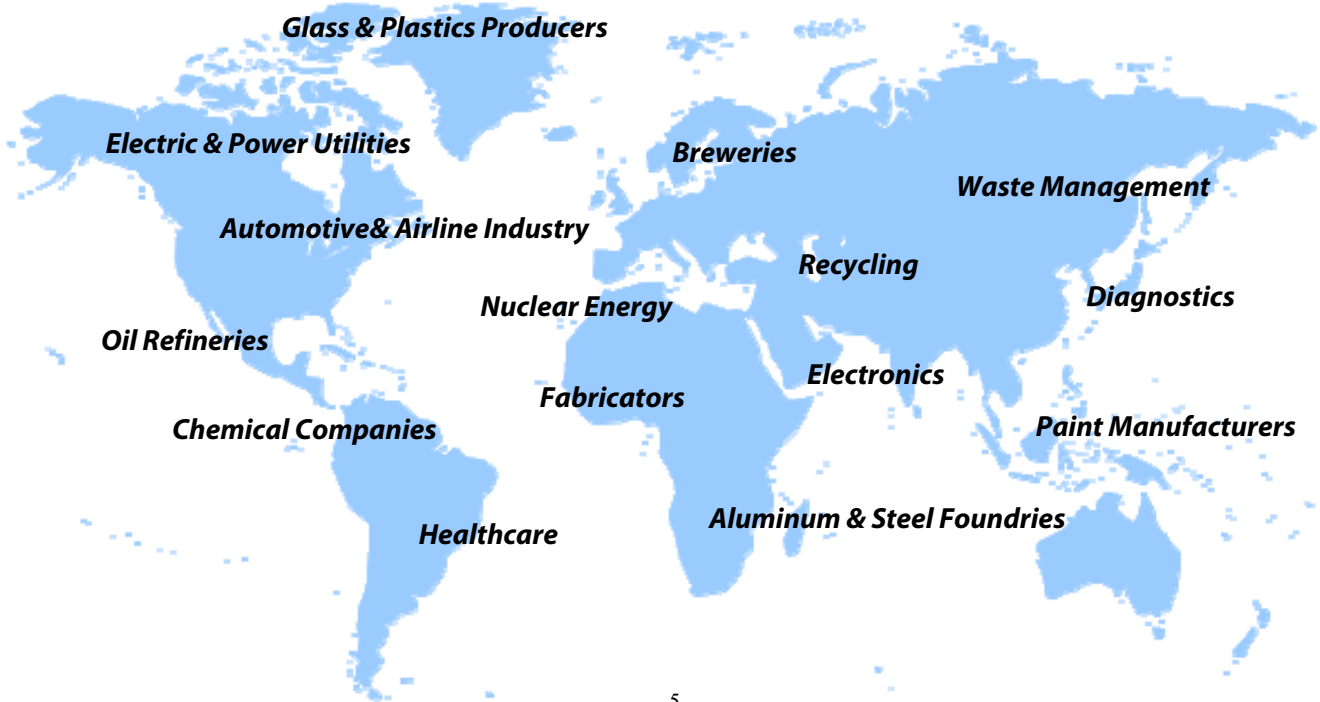 Glass & Plastics Producers
Electric & Power Utilities
Breweries
Waste Management
Automotive& Airline Industry
Recycling
Diagnostics
Nuclear Energy
Oil Refineries
Electronics
Fabricators
Chemical Companies
Paint Manufacturers
Aluminum & Steel Foundries
Healthcare
5